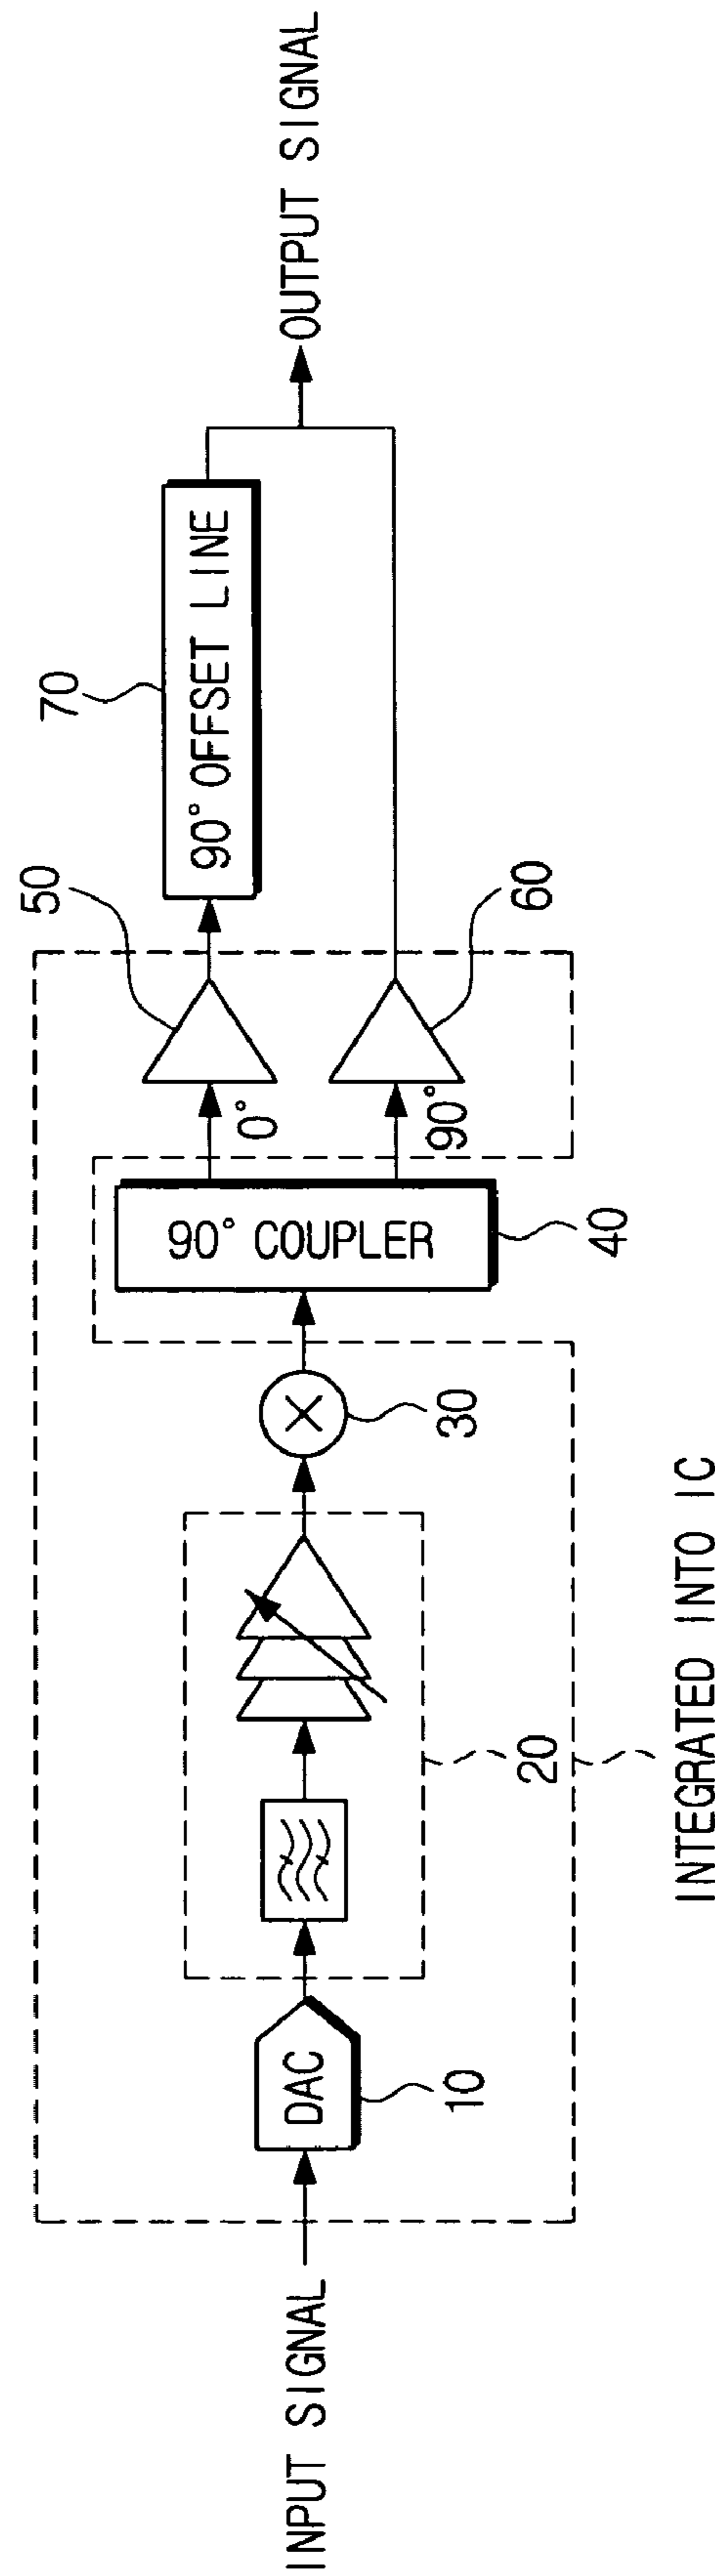 INPUT SIGNAL
DAC
10
20
30
90° COUPLER
40
0°
90°
50
60
90° OFFSET LINE
70
OUTPUT SIGNAL
INTEGRATED INTO IC